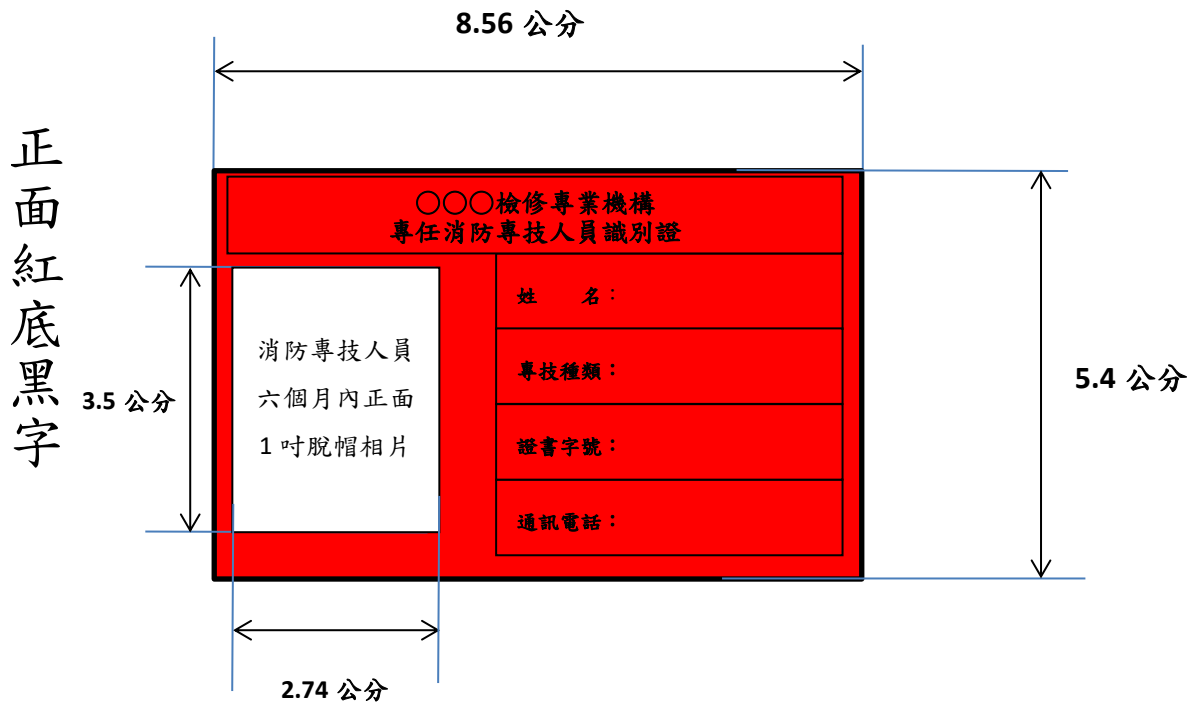 8.56 公分
正面紅底黑字
○○○檢修專業機構
專任消防專技人員識別證
姓　　名：
專技種類：
證書字號：
通訊電話：
消防專技人員
六個月內正面
1吋脫帽相片
3.5 公分
5.4 公分
2.74 公分